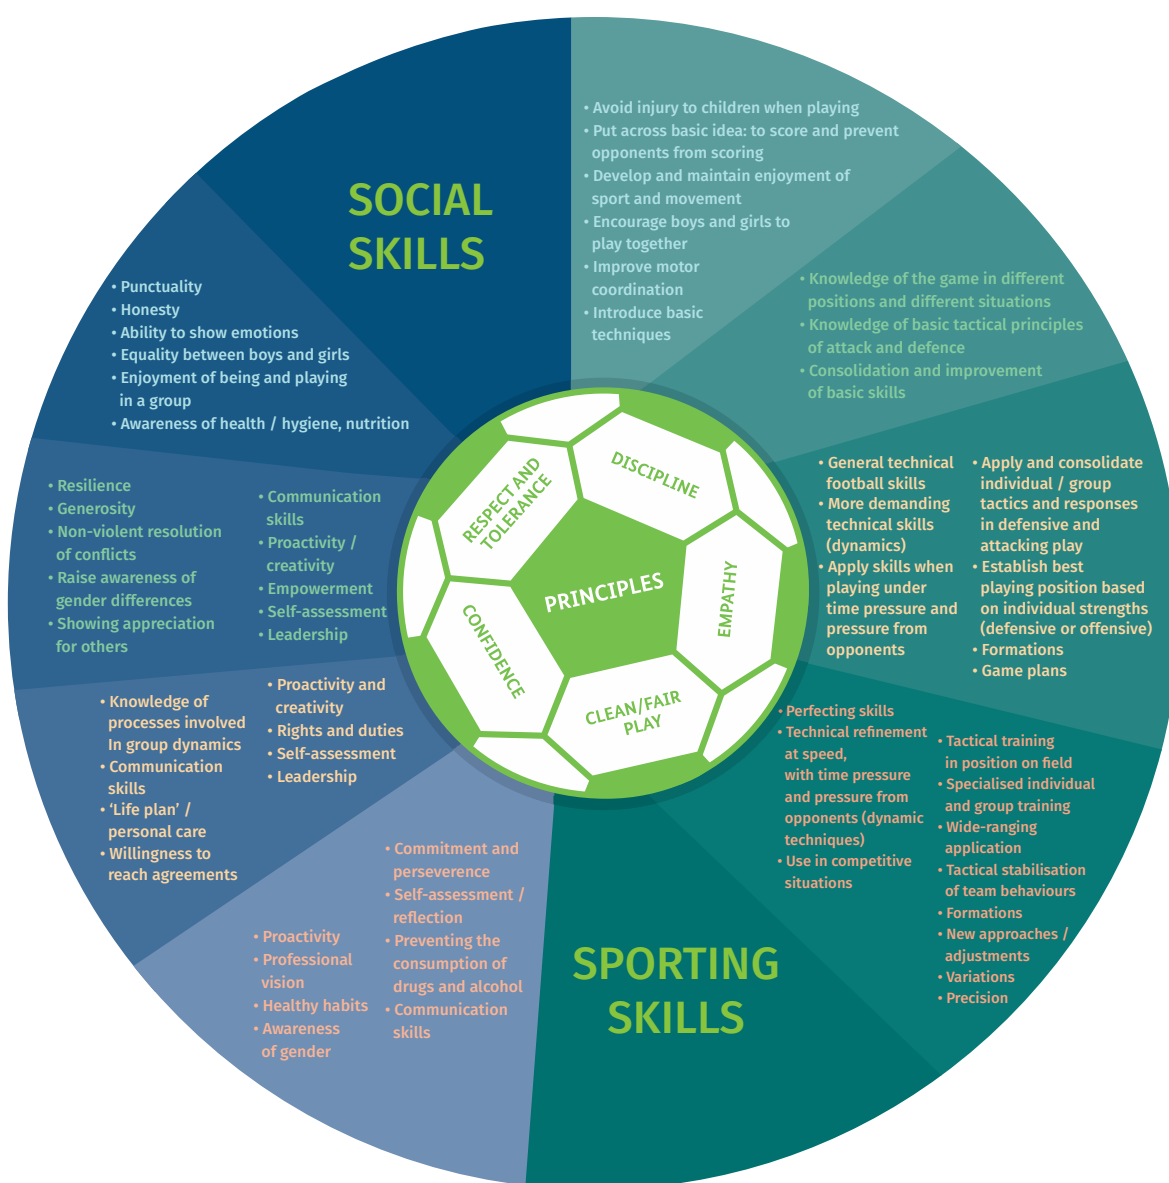 SOCIAL
SKILLS
• Avoid injury to children when playing
• Put across basic idea: to score and prevent
opponents from scoring
• Develop and maintain enjoyment of
sport and movement
• Encourage boys and girls to
play together
• Improve motor
coordination
• Introduce basic
techniques
• Knowledge of the game in different
positions and different situations
• Knowledge of basic tactical principles
of attack and defence
• Consolidation and improvement
of basic skills
• General technical
football skills
• More demanding
technical skills
(dynamics)
• Apply skills when
playing under
time pressure and
pressure from
opponents
• Apply and consolidate
individual / group
tactics and responses
in defensive and
attacking play
• Establish best
playing position based
on individual strengths
(defensive or offensive)
• Formations
• Game plans
• Perfecting skills
• Technical refinement
at speed,
with time pressure
and pressure from
opponents (dynamic
techniques)
• Use in competitive
situations
• Tactical training
in position on field
• Specialised individual
and group training
• Wide-ranging
application
• Tactical stabilisation
of team behaviours
• Formations
• New approaches /
adjustments
• Variations
• Precision
SPORTING
SKILLS
• Punctuality
• Honesty
• Ability to show emotions
• Equality between boys and girls
• Enjoyment of being and playing
in a group
• Awareness of health / hygiene, nutrition
• Resilience
• Generosity
• Non-violent resolution
of conflicts
• Raise awareness of
gender differences
• Showing appreciation
for others
• Communication
skills
• Proactivity /
creativity
• Empowerment
• Self-assessment
• Leadership
• Knowledge of
processes involved
In group dynamics
• Communication
skills
• ‘Life plan’ /
personal care
• Willingness to
reach agreements
• Proactivity and
creativity
• Rights and duties
• Self-assessment
• Leadership
• Proactivity
• Professional
vision
• Healthy habits
• Awareness
of gender
• Commitment and
perseverence
• Self-assessment /
reflection
• Preventing the
consumption of
drugs and alcohol
• Communication
skills
RESPECT AND
TOLERANCE
DISCIPLINE
PRINCIPLES
EMPATHY
CONFIDENCE
CLEAN/FAIR
PLAY